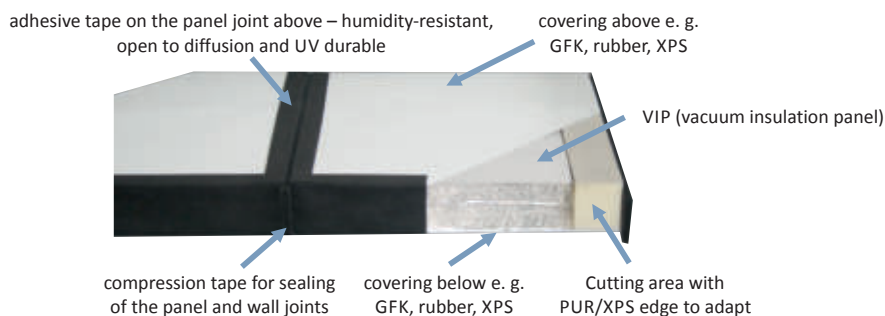 adhesive tape on the panel joint above – humidity-resistant,
open to diffusion and UV durable
covering above e. g.
GFK, rubber, XPS
VIP (vacuum insulation panel)
compression tape for sealing
of the panel and wall joints
covering below e. g.
GFK, rubber, XPS
Cutting area with
PUR/XPS edge to adapt